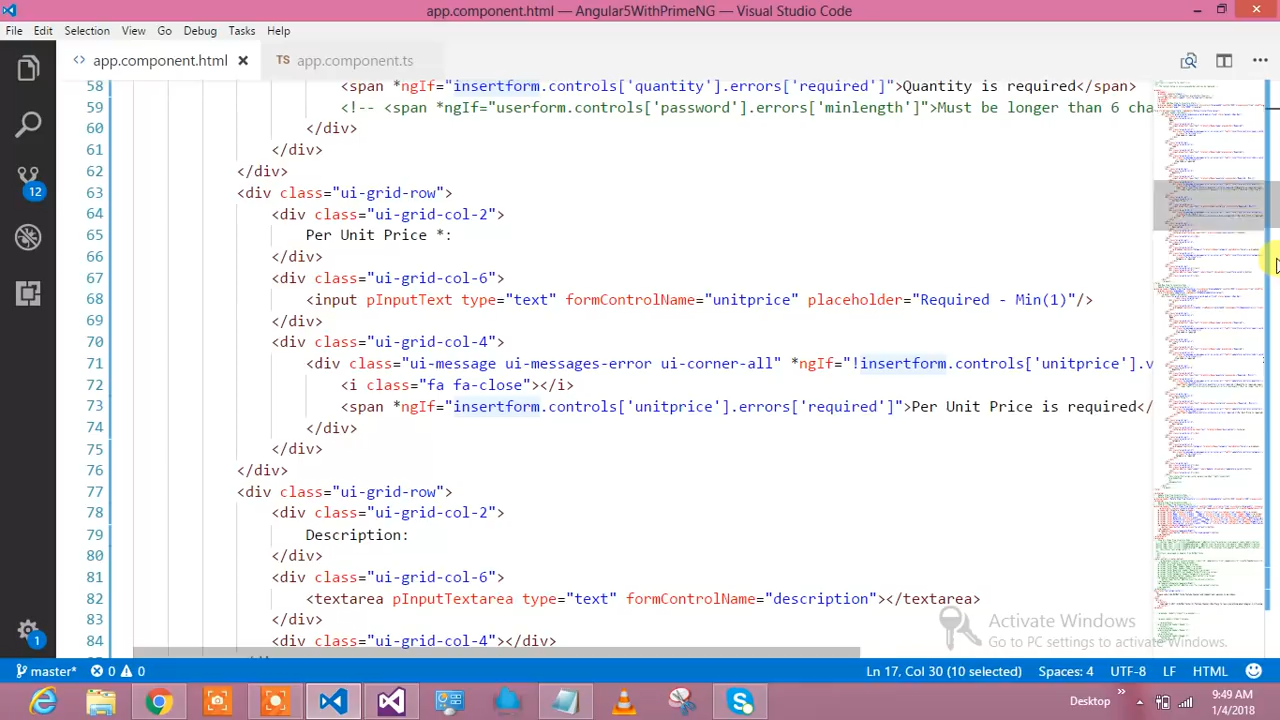 app.component.html — Angular5WithPrimeNG — Visual Studio Code
File Edit Selection View Go Debug Tasks Help
<> app.component.html ×
TS app.component.ts
58 <span *ngIf="insertform.controls['quantity'].errors['required']">Quantity is required</span>
59 <!-- <span *ngIf="userform.controls['password'].errors['minlength']">Must be longer than 6 cha
60 </div>
61 </div>
62 </div>
63 <div class="ui-grid-row">
64 <div class="ui-grid-col-2">
65 Per Unit Price *:
66 </div>
67 <div class="ui-grid-col-6">
68 <input pInputText type="text" formControlName="unitprice" placeholder="Required - Min(1)"/>
69 </div>
70 <div class="ui-grid-col-4">
71 <div class="ui-message ui-messages-error ui-corner-all" *ngIf="!insertform.controls['unitprice'].v
72 <i class="fa fa-close"></i>
73 <span *ngIf="insertform.controls['unitprice'].errors['required']">Per Unit Price is required</
74 </div>
75 </div>
76 </div>
77 <div class="ui-grid-row">
78 <div class="ui-grid-col-2">
79 Description
80 </div>
81 <div class="ui-grid-col-6">
82 <textarea pInputTextarea type="text" formControlName="description"></textarea>
83 </div>
84 <div class="ui-grid-col-4"></div>
12
1
Activate Windows
Go to PC settings to activate Windows.
master* 0 0 Ln 17, Col 30 (10 selected) Spaces: 4 UTF-8 LF HTML
Desktop
9:49 AM
1/4/2018